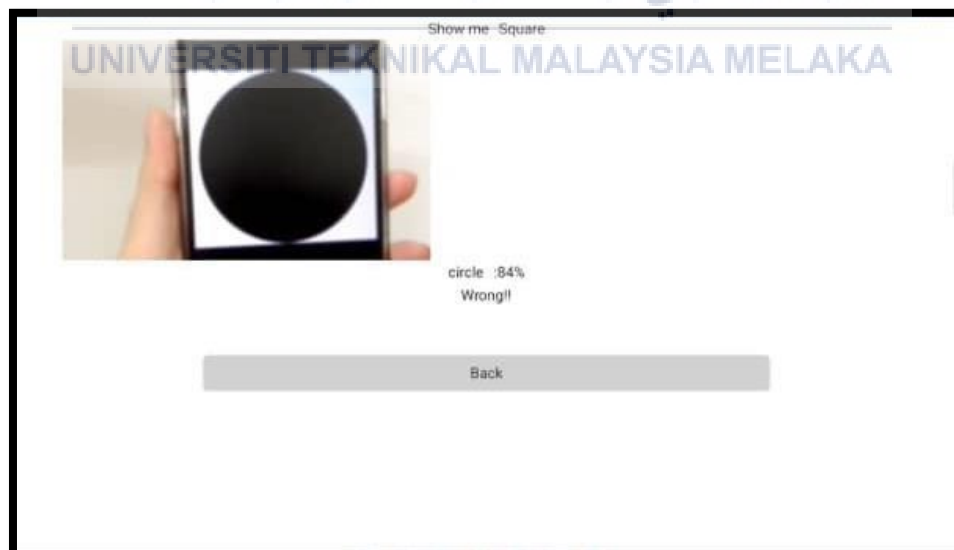 Show me Square
UNIVERSITI TEKNIKAL MALAYSIA MELAKA
circle :84%
Wrong!!
Back